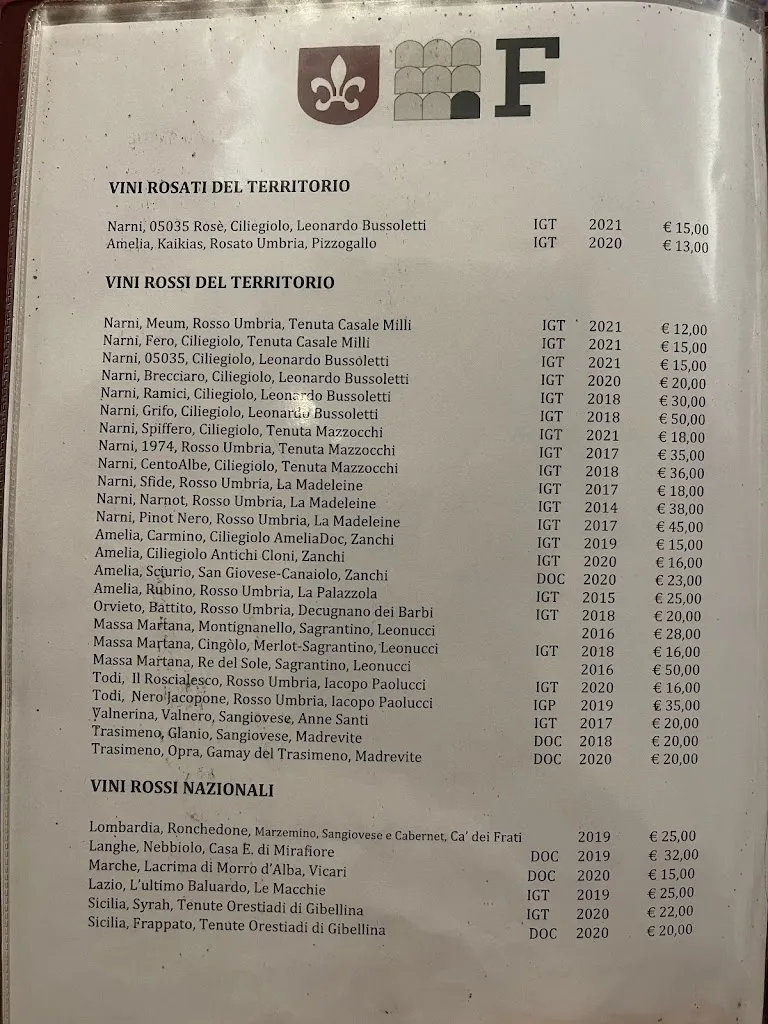 F
VINI ROSATI DEL TERRITORIO
Narni, 05035 Rosè, Ciliegiolo, Leonardo Bussoletti IGT 2021 € 15,00
Amelia, Kaikias, Rosato Umbria, Pizzogallo IGT 2020 € 13,00
VINI ROSSI DEL TERRITORIO
Narni, Meum, Rosso Umbria, Tenuta Casale Milli IGT 2021 € 12,00
Narni, Fero, Ciliegiolo, Tenuta Casale Milli IGT 2021 € 15,00
Narni, 05035, Ciliegiolo, Leonardo Bussoletti IGT 2021 € 15,00
Narni, Brecciaro, Ciliegiolo, Leonardo Bussoletti IGT 2020 € 20,00
Narni, Ramici, Ciliegiolo, Leonardo Bussoletti IGT 2018 € 30,00
Narni, Grifo, Ciliegiolo, Leonardo Bussoletti IGT 2018 € 50,00
Narni, Spiffero, Ciliegiolo, Tenuta Mazzocchi IGT 2021 € 18,00
Narni, 1974, Rosso Umbria, Tenuta Mazzocchi IGT 2017 € 35,00
Narni, CentoAlbe, Ciliegiolo, Tenuta Mazzocchi IGT 2018 € 36,00
Narni, Sfide, Rosso Umbria, La Madeleine IGT 2017 € 18,00
Narni, Narnot, Rosso Umbria, La Madeleine IGT 2014 € 38,00
Narni, Pinot Nero, Rosso Umbria, La Madeleine IGT 2017 € 45,00
Amelia, Carmino, Ciliegiolo AmeliaDoc, Zanchi IGT 2019 € 15,00
Amelia, Ciliegiolo Antichi Cloni, Zanchi IGT 2020 € 16,00
Amelia, Sciurio, San Giovese-Canaiolo, Zanchi DOC 2020 € 23,00
Amelia, Rubino, Rosso Umbria, La Palazzola IGT 2015 € 25,00
Orvieto, Battito, Rosso Umbria, Decugnano dei Barbi IGT 2018 € 20,00
Massa Martana, Montignanello, Sagrantino, Leonucci 2016 € 28,00
Massa Martana, Cingòlo, Merlot-Sagrantino, Leonucci IGT 2018 € 16,00
Massa Martana, Re del Sole, Sagrantino, Leonucci 2016 € 50,00
Todi, Il Roscialesco, Rosso Umbria, Iacopo Paolucci IGT 2020 € 16,00
Todi, Nero Jacopone, Rosso Umbria, Iacopo Paolucci IGP 2019 € 35,00
Valnerina, Valnero, Sangiovese, Anne Santi IGT 2017 € 20,00
Trasimeno, Glanio, Sangiovese, Madrevite DOC 2018 € 20,00
Trasimeno, Opra, Gamay del Trasimeno, Madrevite DOC 2020 € 20,00
VINI ROSSI NAZIONALI
Lombardia, Ronchedone, Marzemino, Sangiovese e Cabernet, Ca' dei Frati 2019 € 25,00
Langhe, Nebbiolo, Casa E. di Mirafiore DOC 2019 € 32,00
Marche, Lacrima di Morro d'Alba, Vicari DOC 2020 € 15,00
Lazio, L'ultimo Baluardo, Le Macchie IGT 2019 € 25,00
Sicilia, Syrah, Tenute Orestiadi di Gibellina IGT 2020 € 22,00
Sicilia, Frappato, Tenute Orestiadi di Gibellina DOC 2020 € 20,00